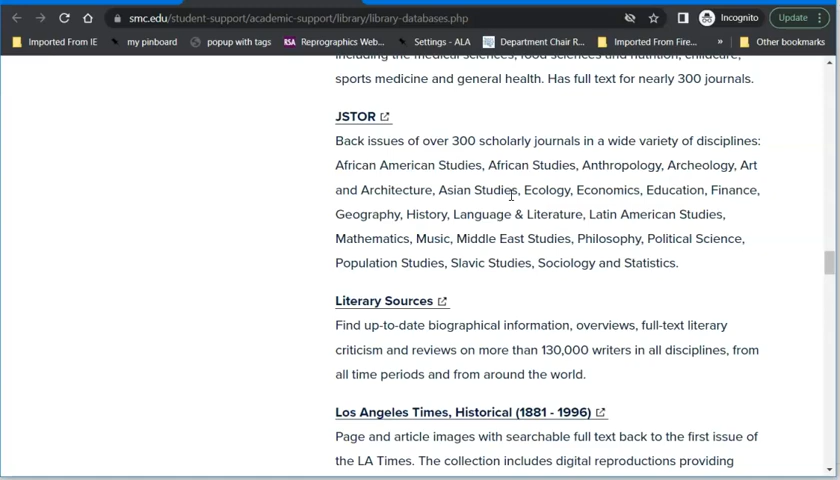 smc.edu/student-support/academic-support/library/library-databases.php
Incognito
Update
Imported From IE
my pinboard
popup with tags
RSA
Reprographics Web...
Settings - ALA
Department Chair R...
Imported From Fire...
»
Other bookmarks
including the medical sciences, food sciences and nutrition, childcare,
sports medicine and general health. Has full text for nearly 300 journals.
JSTOR
Back issues of over 300 scholarly journals in a wide variety of disciplines:
African American Studies, African Studies, Anthropology, Archeology, Art
and Architecture, Asian Studies, Ecology, Economics, Education, Finance,
Geography, History, Language & Literature, Latin American Studies,
Mathematics, Music, Middle East Studies, Philosophy, Political Science,
Population Studies, Slavic Studies, Sociology and Statistics.
Literary Sources
Find up-to-date biographical information, overviews, full-text literary
criticism and reviews on more than 130,000 writers in all disciplines, from
all time periods and from around the world.
Los Angeles Times, Historical (1881 - 1996)
Page and article images with searchable full text back to the first issue of
the LA Times. The collection includes digital reproductions providing